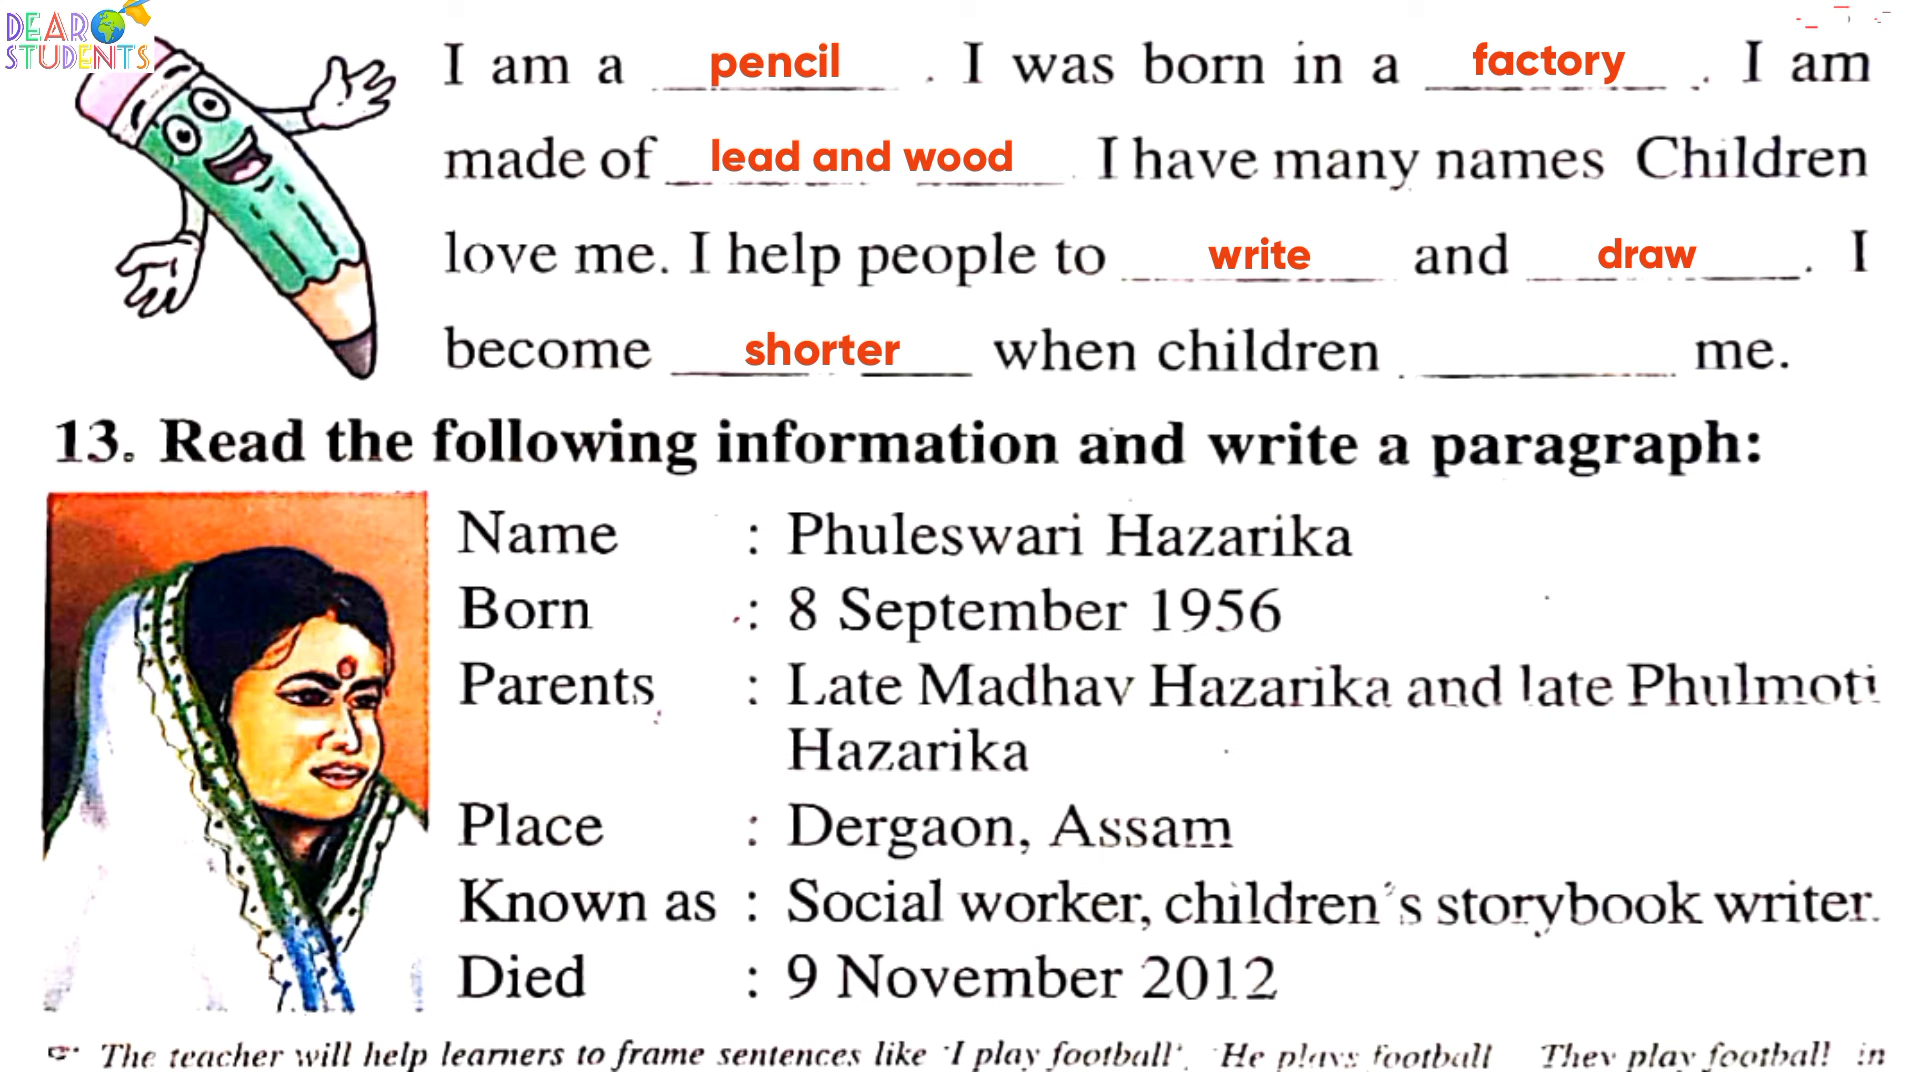 DEAR
STUDENTS
I am a pencil . I was born in a factory . I am
made of lead and wood I have many names Children
love me. I help people to write and draw . I
become shorter when children ________ me.
13. Read the following information and write a paragraph:
Name : Phuleswari Hazarika
Born : 8 September 1956
Parents : Late Madhav Hazarika and late Phulmoti
Hazarika
Place : Dergaon, Assam
Known as : Social worker, children's storybook writer.
Died : 9 November 2012
☞ The teacher will help learners to frame sentences like 'I play football'. 'He plays football They play football in